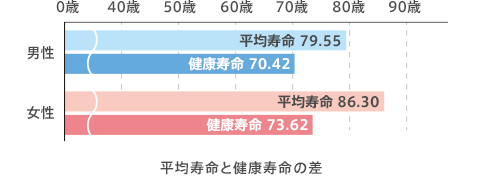 0歳 40歳 50歳 60歳 70歳 80歳 90歳
平均寿命 79.55
男性
健康寿命 70.42
平均寿命 86.30
女性
健康寿命 73.62
平均寿命と健康寿命の差